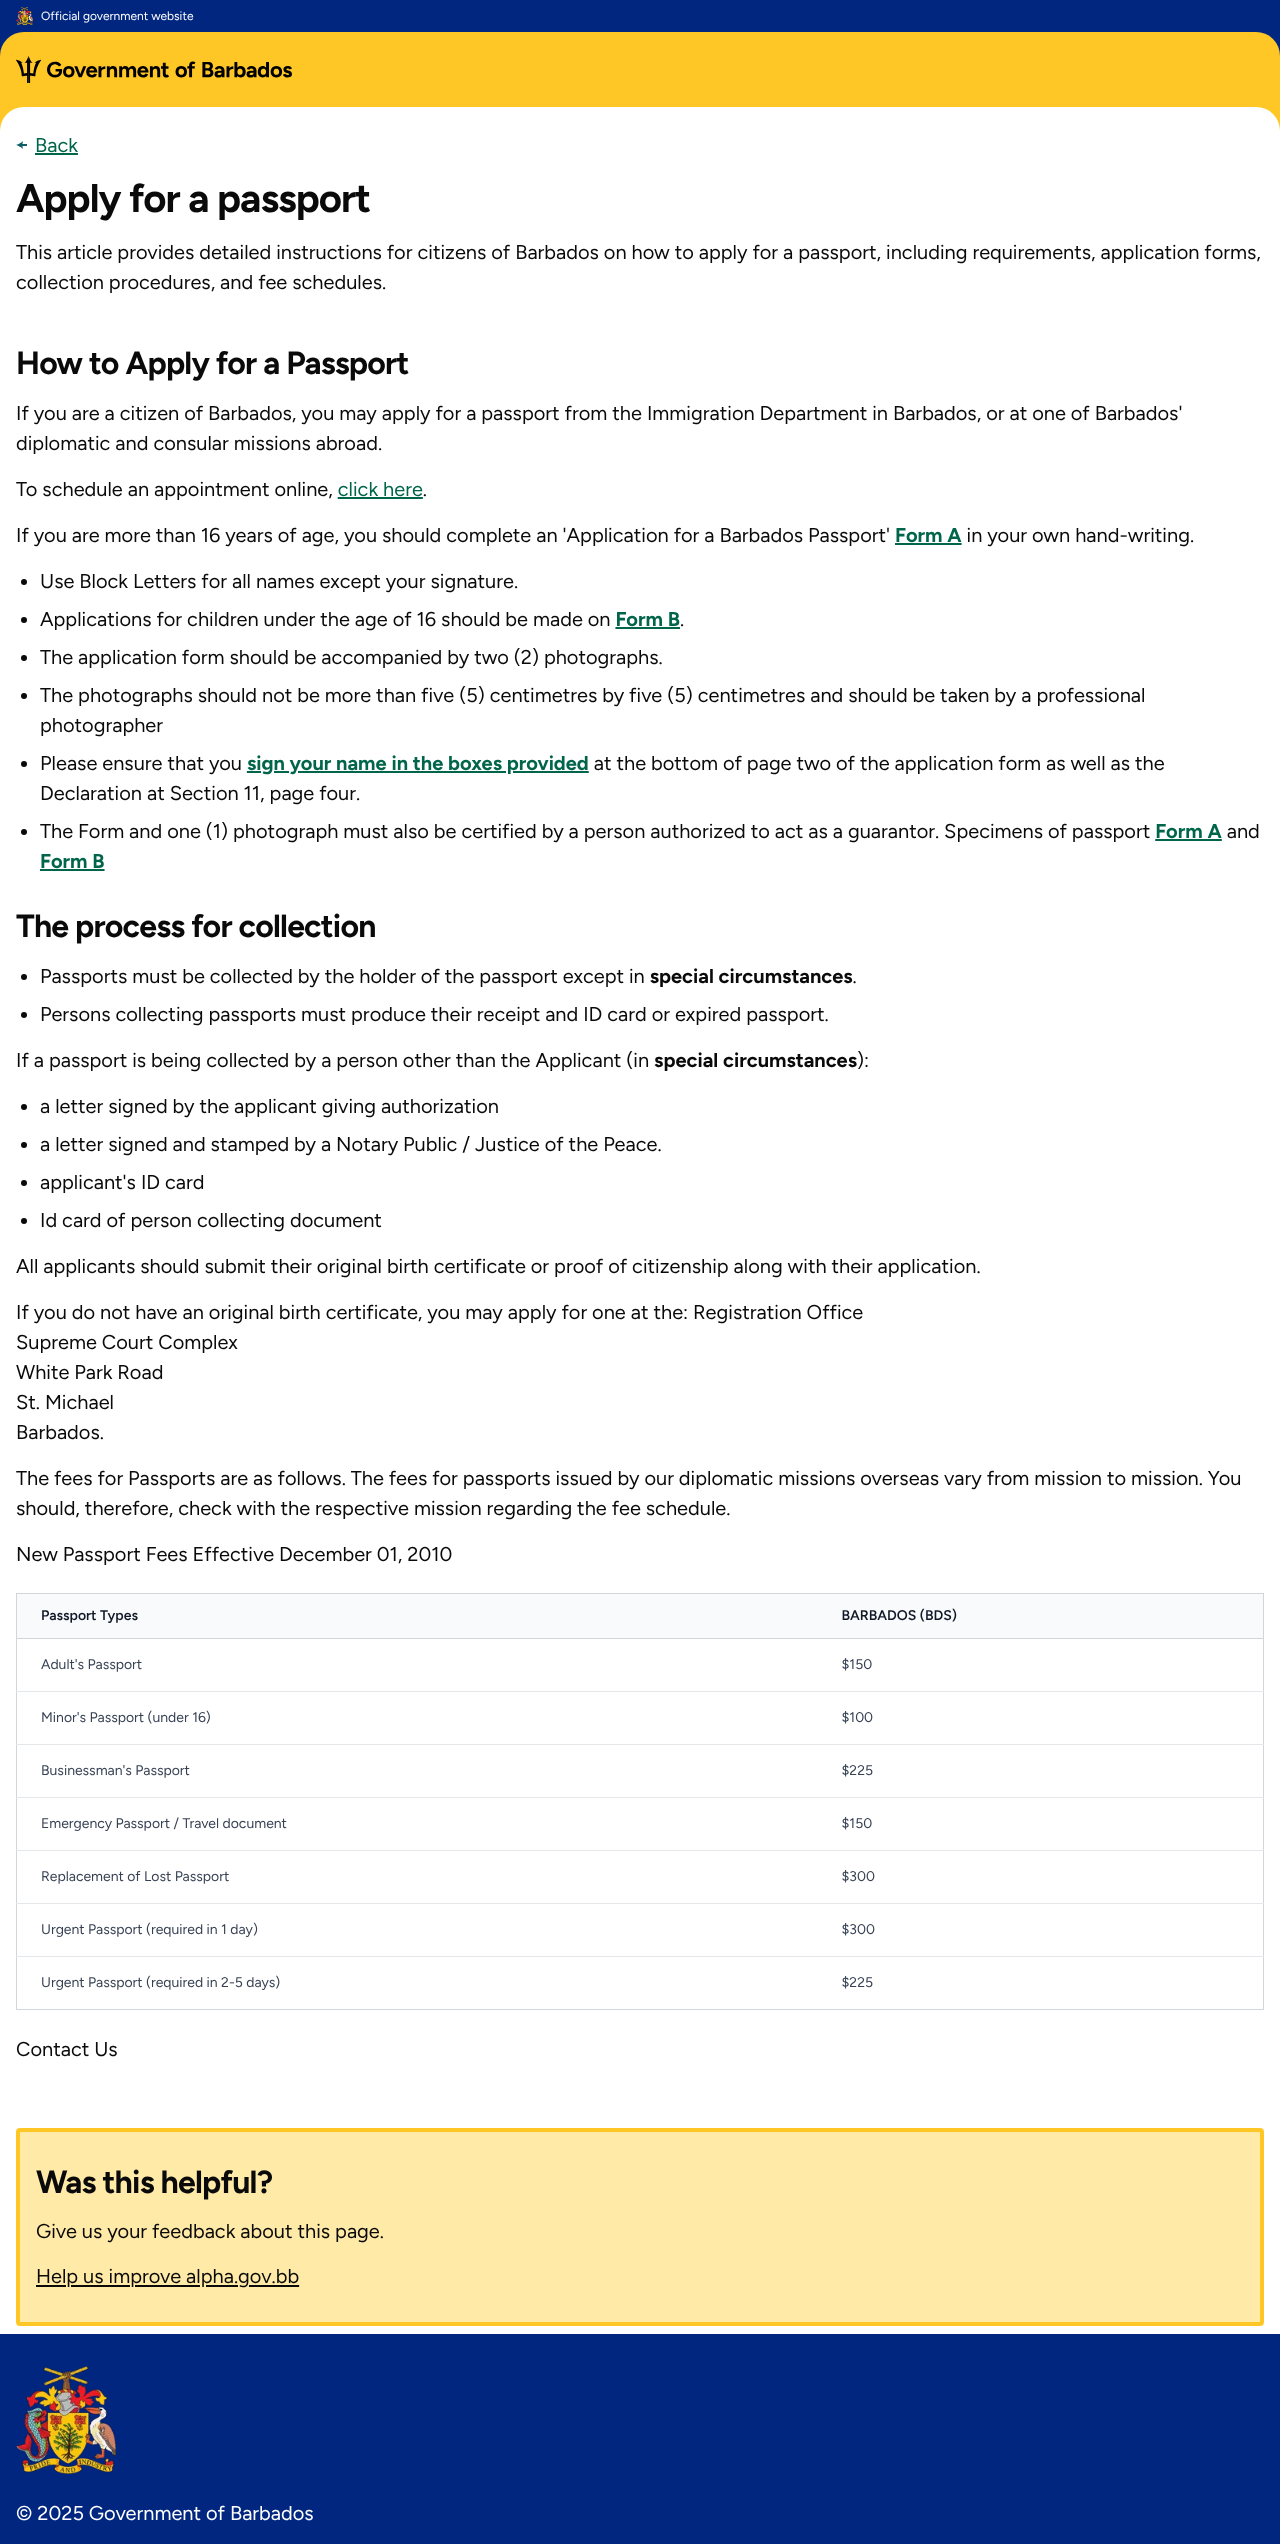 Official government website
Government of Barbados
Back
Apply for a passport
This article provides detailed instructions for citizens of Barbados on how to apply for a passport, including requirements, application forms,
collection procedures, and fee schedules.
How to Apply for a Passport
If you are a citizen of Barbados, you may apply for a passport from the Immigration Department in Barbados, or at one of Barbados'
diplomatic and consular missions abroad.
To schedule an appointment online, click here.
If you are more than 16 years of age, you should complete an 'Application for a Barbados Passport' Form A in your own hand-writing.
• Use Block Letters for all names except your signature.
• Applications for children under the age of 16 should be made on Form B.
• The application form should be accompanied by two (2) photographs.
• The photographs should not be more than five (5) centimetres by five (5) centimetres and should be taken by a professional
photographer
• Please ensure that you sign your name in the boxes provided at the bottom of page two of the application form as well as the
Declaration at Section 11, page four.
• The Form and one (1) photograph must also be certified by a person authorized to act as a guarantor. Specimens of passport Form A and
Form B
The process for collection
• Passports must be collected by the holder of the passport except in special circumstances.
• Persons collecting passports must produce their receipt and ID card or expired passport.
If a passport is being collected by a person other than the Applicant (in special circumstances):
• a letter signed by the applicant giving authorization
• a letter signed and stamped by a Notary Public / Justice of the Peace.
• applicant's ID card
• Id card of person collecting document
All applicants should submit their original birth certificate or proof of citizenship along with their application.
If you do not have an original birth certificate, you may apply for one at the: Registration Office
Supreme Court Complex
White Park Road
St. Michael
Barbados.
The fees for Passports are as follows. The fees for passports issued by our diplomatic missions overseas vary from mission to mission. You
should, therefore, check with the respective mission regarding the fee schedule.
New Passport Fees Effective December 01, 2010
Passport Types BARBADOS (BDS)
Adult's Passport $150
Minor's Passport (under 16) $100
Businessman's Passport $225
Emergency Passport / Travel document $150
Replacement of Lost Passport $300
Urgent Passport (required in 1 day) $300
Urgent Passport (required in 2-5 days) $225
Contact Us
Was this helpful?
Give us your feedback about this page.
Help us improve alpha.gov.bb
PRIDE AND INDUSTRY
© 2025 Government of Barbados